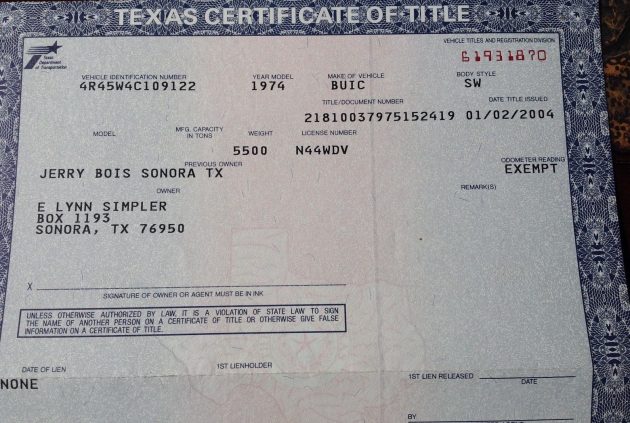 TEXAS CERTIFICATE OF TITLE
VEHICLE TITLES AND REGISTRATION DIVISION
Texas
Department
of Transportation
61931870
VEHICLE IDENTIFICATION NUMBER YEAR MODEL MAKE OF VEHICLE BODY STYLE
4R45W4C109122 1974 BUIC SW
TITLE/DOCUMENT NUMBER DATE TITLE ISSUED
21810037975152419 01/02/2004
MODEL MFG. CAPACITY IN TONS WEIGHT LICENSE NUMBER
5500 N44WDV
ODOMETER READING
EXEMPT
PREVIOUS OWNER
JERRY BOIS SONORA TX
OWNER REMARK(S)
E LYNN SIMPLER
BOX 1193
SONORA, TX 76950
X
SIGNATURE OF OWNER OR AGENT MUST BE IN INK
UNLESS OTHERWISE AUTHORIZED BY LAW, IT IS A VIOLATION OF STATE LAW TO SIGN
THE NAME OF ANOTHER PERSON ON A CERTIFICATE OF TITLE OR OTHERWISE GIVE FALSE
INFORMATION ON A CERTIFICATE OF TITLE.
DATE OF LIEN 1ST LIENHOLDER 1ST LIEN RELEASED
DATE
NONE
BY